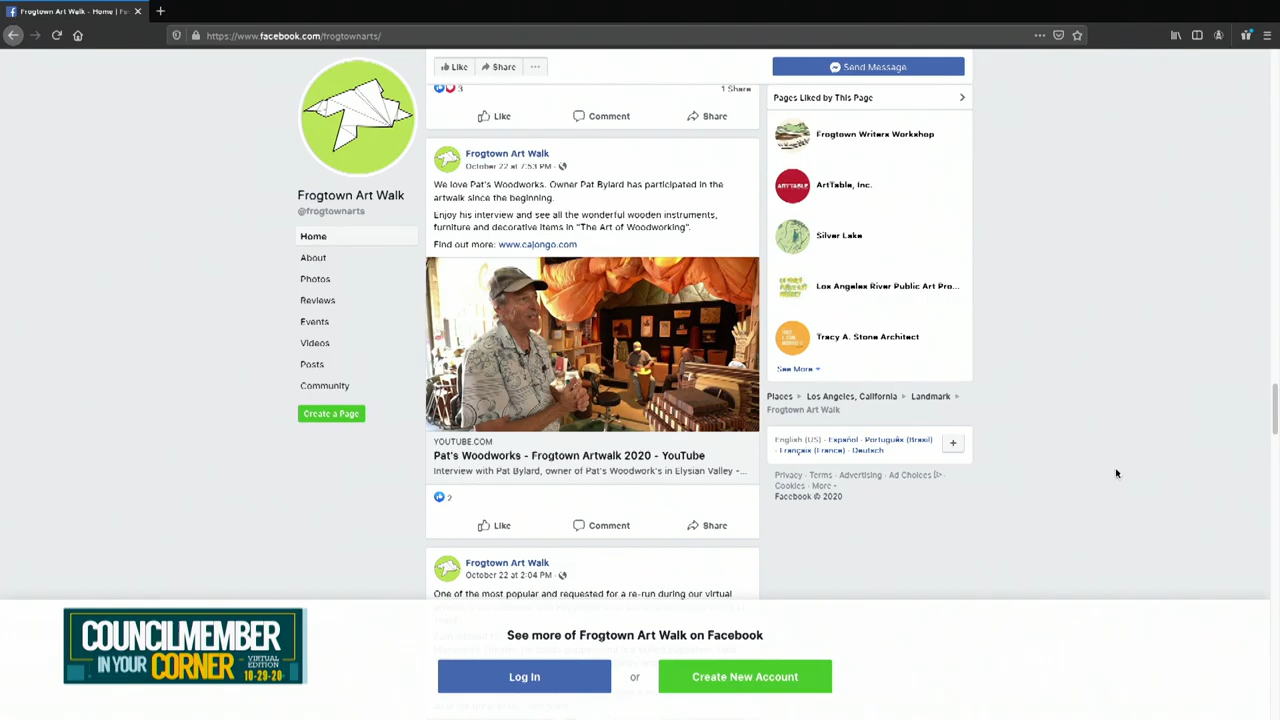 Frogtown Art Walk - Home | Fa
https://www.facebook.com/frogtownarts/
Like
Share
Send Message
3
1 Share
Like
Comment
Share
Frogtown Art Walk
@frogtownarts
Home
About
Photos
Reviews
Events
Videos
Posts
Community
Create a Page
Frogtown Art Walk
October 22 at 7:53 PM ·
We love Pat's Woodworks. Owner Pat Bylard has participated in the
artwalk since the beginning.
Enjoy his interview and see all the wonderful wooden instruments,
furniture and decorative items in "The Art of Woodworking".
Find out more: www.cajongo.com
YOUTUBE.COM
Pat's Woodworks - Frogtown Artwalk 2020 - YouTube
Interview with Pat Bylard, owner of Pat's Woodwork's in Elysian Valley -...
2
Like
Comment
Share
Frogtown Art Walk
October 22 at 2:04 PM ·
One of the most popular and requested for a re-run during our virtual
Pages Liked by This Page
Frogtown Writers Workshop
ARTTABLE
ArtTable, Inc.
Silver Lake
Los Angeles River Public Art Pro...
Tracy A. Stone Architect
See More
Places
Los Angeles, California
Landmark
Frogtown Art Walk
English (US) · Español · Português (Brasil)
· Français (France) · Deutsch
Privacy · Terms · Advertising · Ad Choices ·
Cookies · More
Facebook © 2020
COUNCILMEMBER
IN YOUR CORNER
VIRTUAL
EDITION
10-29-20
See more of Frogtown Art Walk on Facebook
Log In
or
Create New Account